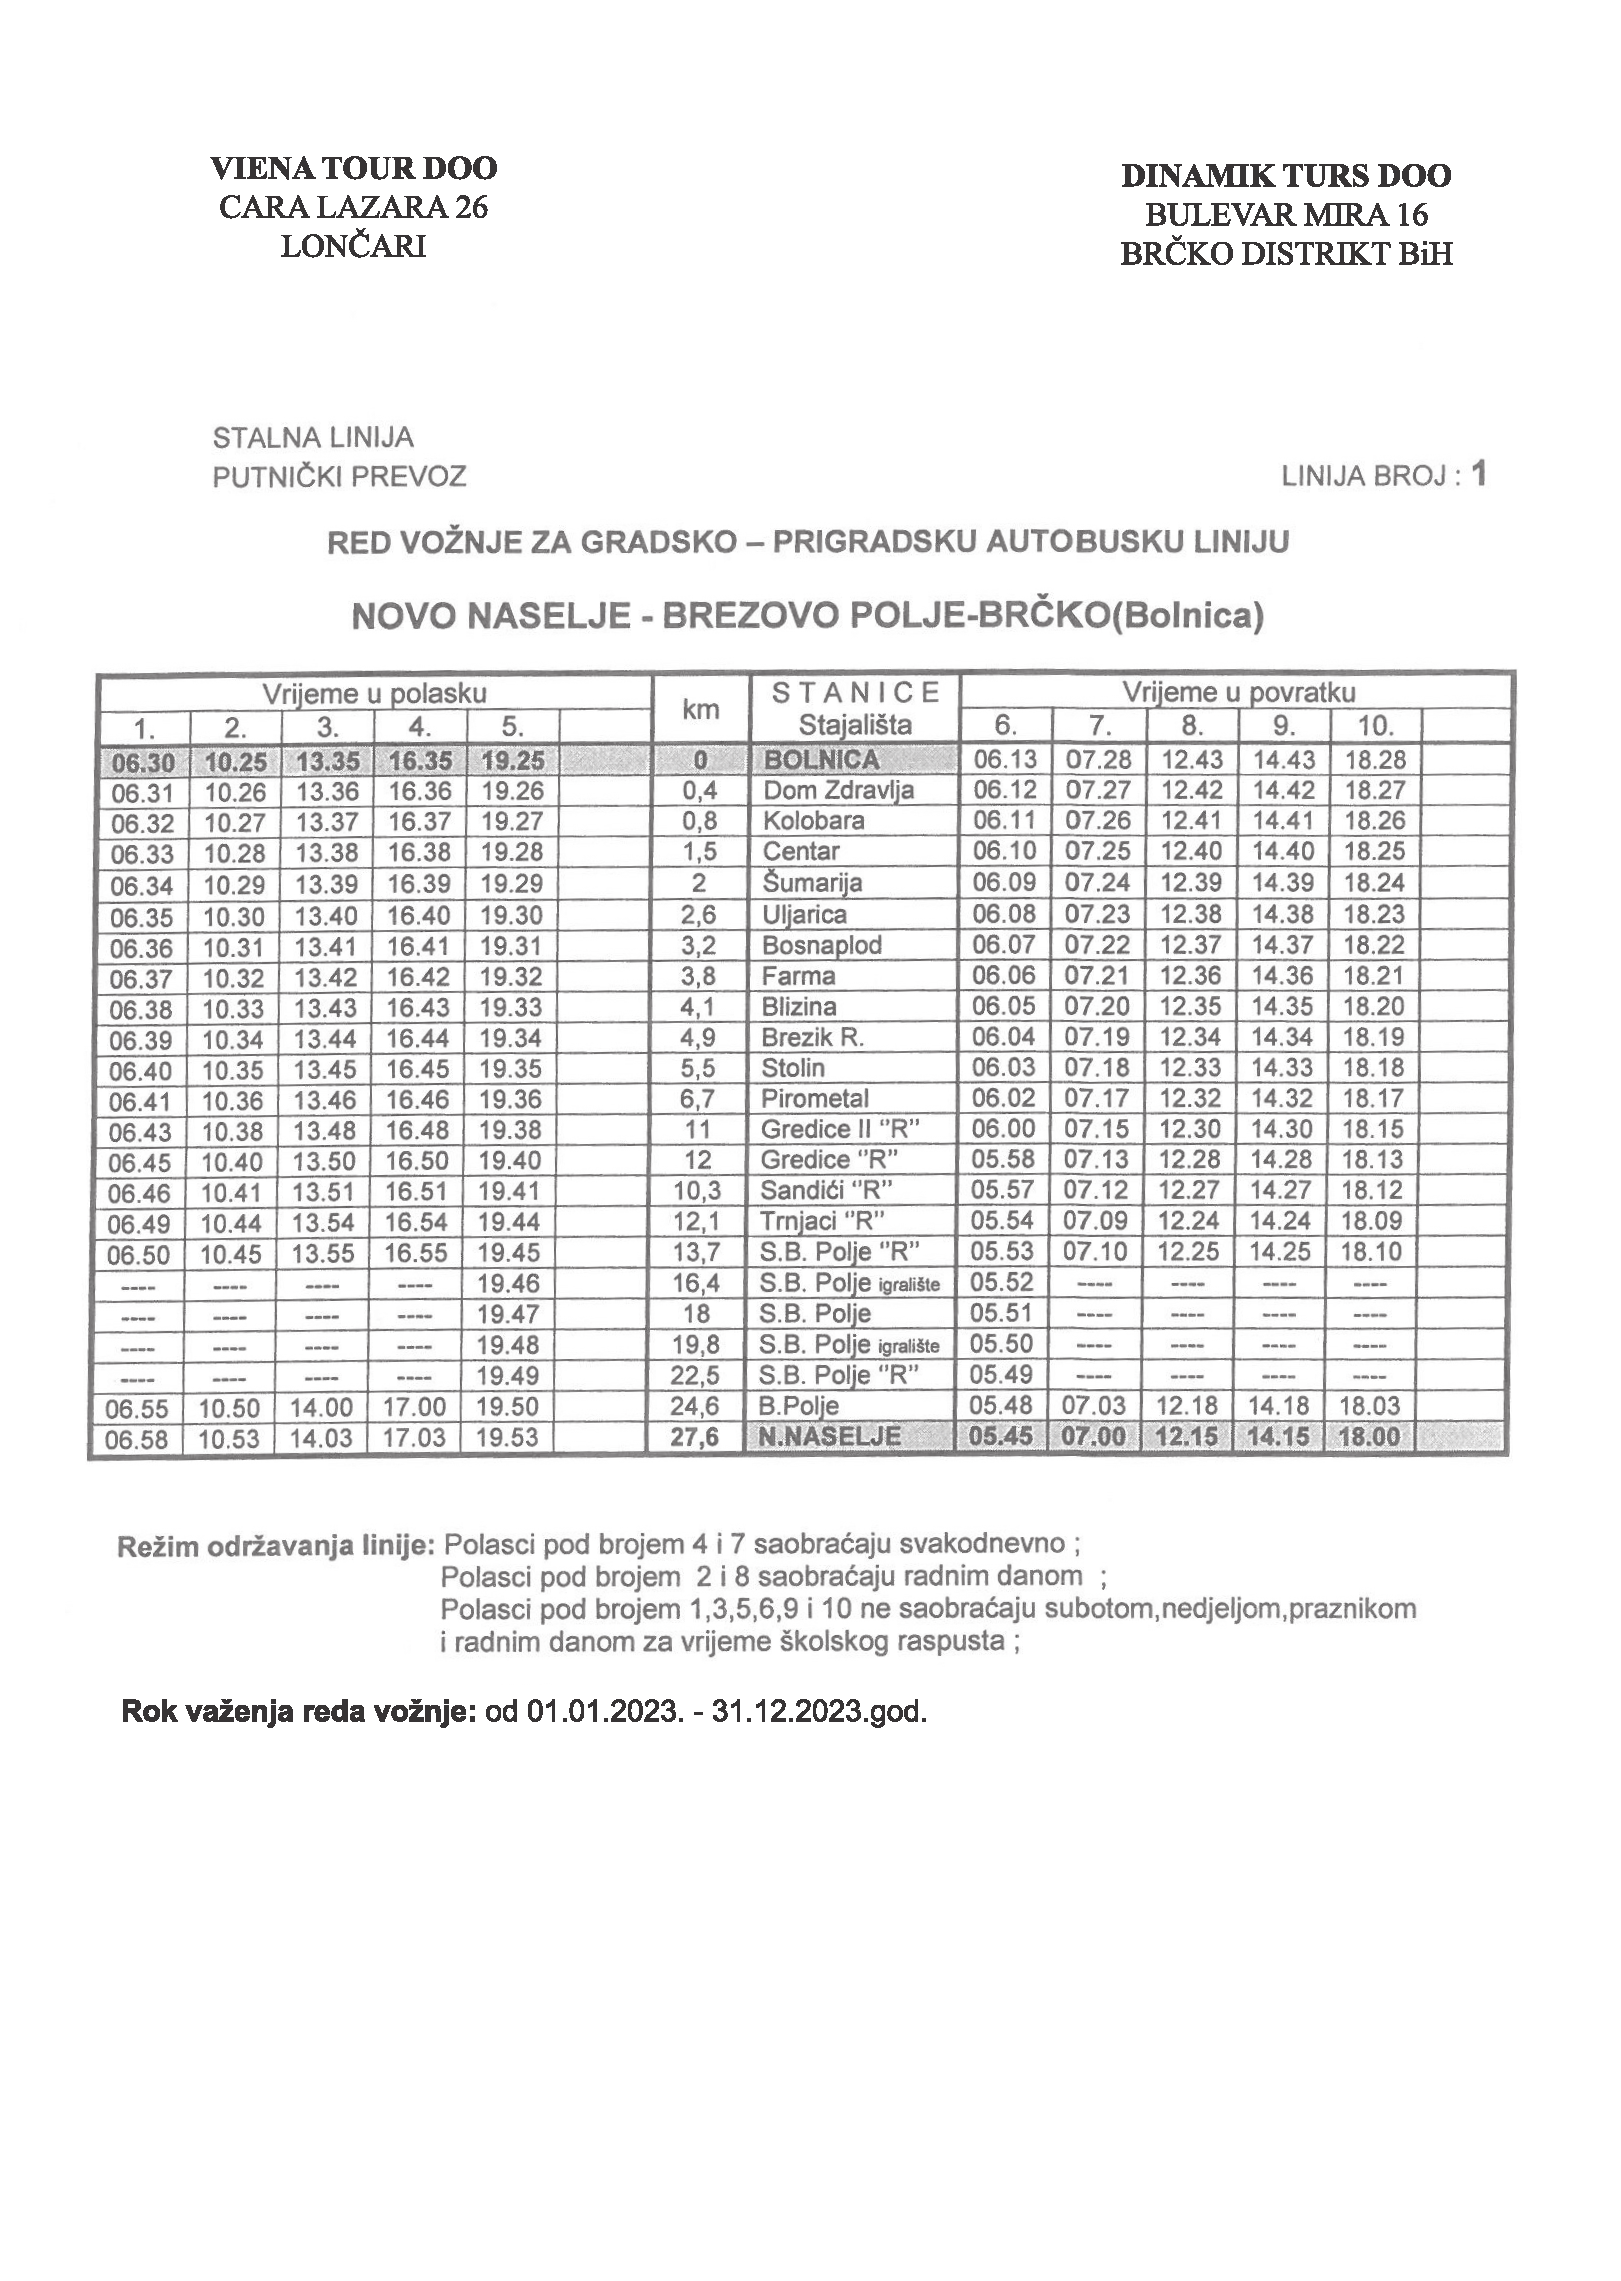 VIENA TOUR DOO
CARA LAZARA 26
LONČARI
DINAMIK TURS DOO
BULEVAR MIRA 16
BRČKO DISTRIKT BiH
STALNA LINIJA
PUTNIČKI PREVOZ
LINIJA BROJ : 1
RED VOŽNJE ZA GRADSKO – PRIGRADSKU AUTOBUSKU LINIJU
NOVO NASELJE - BREZOVO POLJE-BRČKO(Bolnica)
Vrijeme u polasku km S T A N I C E Stajališta Vrijeme u povratku
1. 2. 3. 4. 5. 6. 7. 8. 9. 10.
06.30 10.25 13.35 16.35 19.25 0 BOLNICA 06.13 07.28 12.43 14.43 18.28
06.31 10.26 13.36 16.36 19.26 0,4 Dom Zdravlja 06.12 07.27 12.42 14.42 18.27
06.32 10.27 13.37 16.37 19.27 0,8 Kolobara 06.11 07.26 12.41 14.41 18.26
06.33 10.28 13.38 16.38 19.28 1,5 Centar 06.10 07.25 12.40 14.40 18.25
06.34 10.29 13.39 16.39 19.29 2 Šumarija 06.09 07.24 12.39 14.39 18.24
06.35 10.30 13.40 16.40 19.30 2,6 Uljarica 06.08 07.23 12.38 14.38 18.23
06.36 10.31 13.41 16.41 19.31 3,2 Bosnaplod 06.07 07.22 12.37 14.37 18.22
06.37 10.32 13.42 16.42 19.32 3,8 Farma 06.06 07.21 12.36 14.36 18.21
06.38 10.33 13.43 16.43 19.33 4,1 Blizina 06.05 07.20 12.35 14.35 18.20
06.39 10.34 13.44 16.44 19.34 4,9 Brezik R. 06.04 07.19 12.34 14.34 18.19
06.40 10.35 13.45 16.45 19.35 5,5 Stolin 06.03 07.18 12.33 14.33 18.18
06.41 10.36 13.46 16.46 19.36 6,7 Pirometal 06.02 07.17 12.32 14.32 18.17
06.43 10.38 13.48 16.48 19.38 11 Gredice II ‘‘R’’ 06.00 07.15 12.30 14.30 18.15
06.45 10.40 13.50 16.50 19.40 12 Gredice ‘‘R’’ 05.58 07.13 12.28 14.28 18.13
06.46 10.41 13.51 16.51 19.41 10,3 Sandići ‘‘R’’ 05.57 07.12 12.27 14.27 18.12
06.49 10.44 13.54 16.54 19.44 12,1 Trnjaci ‘‘R’’ 05.54 07.09 12.24 14.24 18.09
06.50 10.45 13.55 16.55 19.45 13,7 S.B. Polje ‘‘R’’ 05.53 07.10 12.25 14.25 18.10
---- ---- ---- ---- 19.46 16,4 S.B. Polje igralište 05.52 ---- ---- ---- ----
---- ---- ---- ---- 19.47 18 S.B. Polje 05.51 ---- ---- ---- ----
---- ---- ---- ---- 19.48 19,8 S.B. Polje igralište 05.50 ---- ---- ---- ----
---- ---- ---- ---- 19.49 22,5 S.B. Polje ‘‘R’’ 05.49 ---- ---- ---- ----
06.55 10.50 14.00 17.00 19.50 24,6 B.Polje 05.48 07.03 12.18 14.18 18.03
06.58 10.53 14.03 17.03 19.53 27,6 N.NASELJE 05.45 07.00 12.15 14.15 18.00
Režim održavanja linije: Polasci pod brojem 4 i 7 saobraćaju svakodnevno ;
Polasci pod brojem 2 i 8 saobraćaju radnim danom ;
Polasci pod brojem 1,3,5,6,9 i 10 ne saobraćaju subotom,nedjeljom,praznikom
i radnim danom za vrijeme školskog raspusta ;
Rok važenja reda vožnje: od 01.01.2023. - 31.12.2023.god.